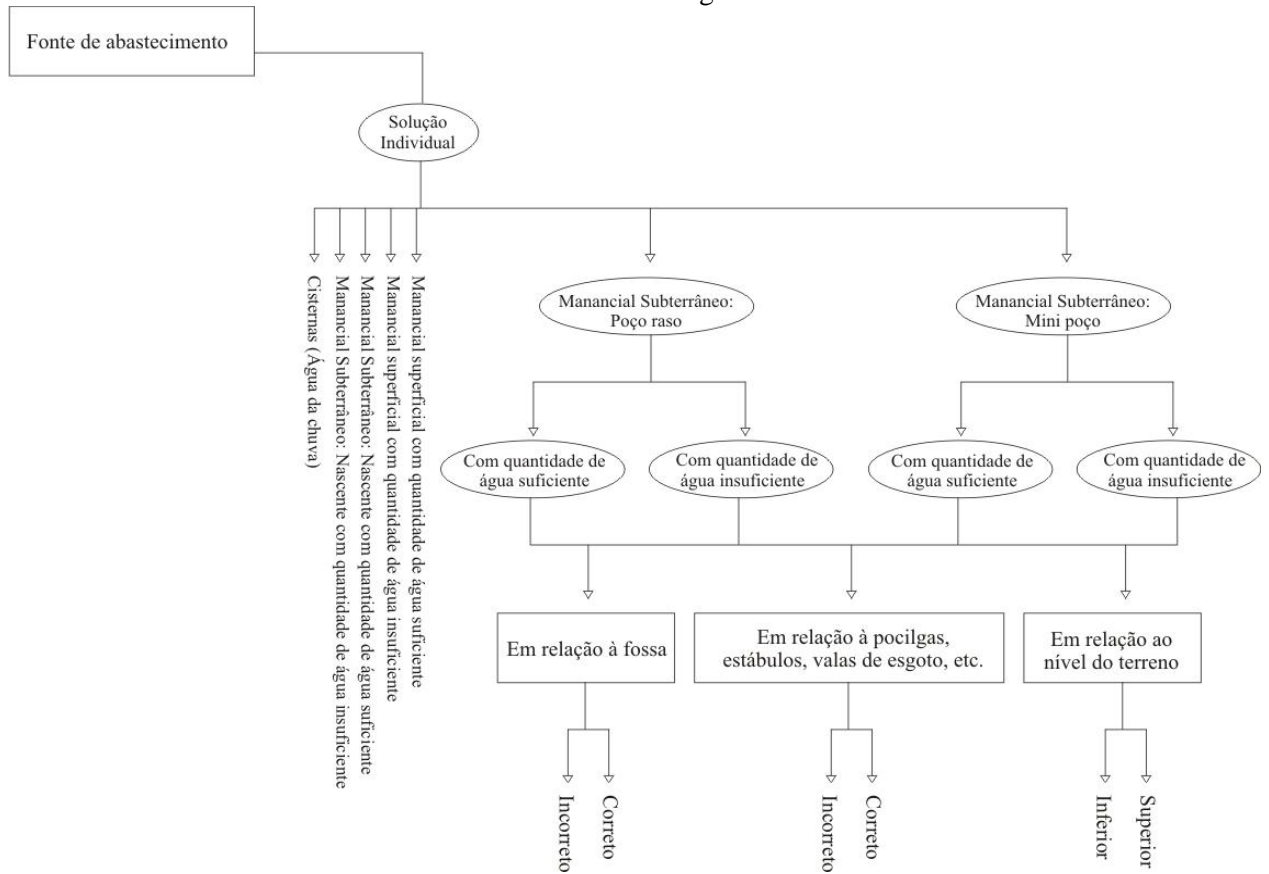 Fonte de abastecimento
Solução
Individual
Cisternas (Água da chuva)
Manancial Subterrâneo: Nascente com quantidade de água insuficiente
Manancial Subterrâneo: Nascente com quantidade de água suficiente
Manancial superficial com quantidade de água insuficiente
Manancial superficial com quantidade de água suficiente
Manancial Subterrâneo:
Poço raso
Manancial Subterrâneo:
Mini poço
Com quantidade de
água suficiente
Com quantidade de
água insuficiente
Com quantidade de
água suficiente
Com quantidade de
água insuficiente
Em relação à fossa
Em relação à pocilgas,
estábulos, valas de esgoto, etc.
Em relação ao
nível do terreno
Incorreto
Correto
Incorreto
Correto
Inferior
Superior